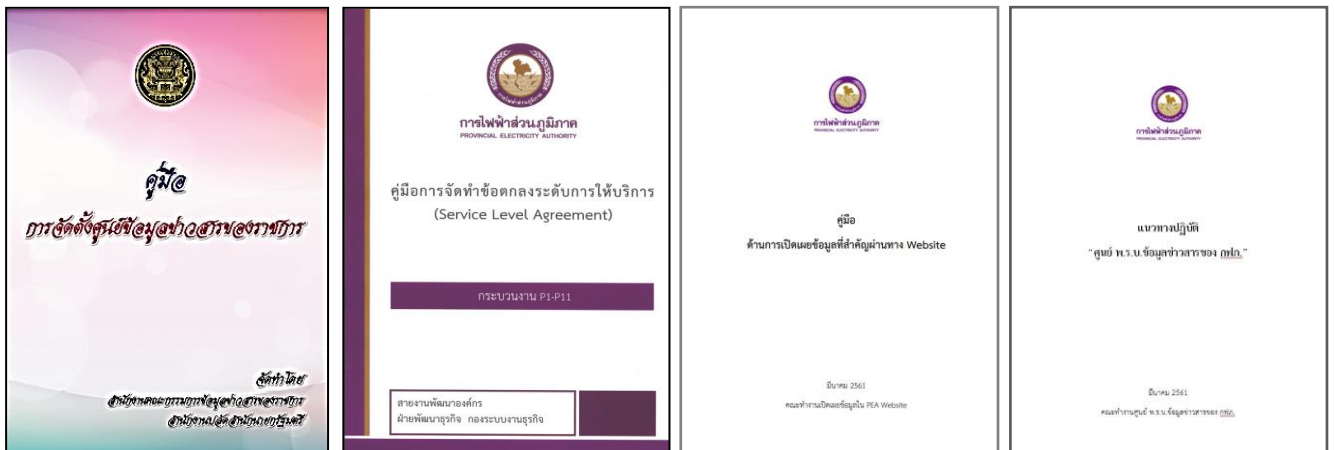 คู่มือ
การจัดตั้งศูนย์ข้อมูลข่าวสารของราชการ
จัดทำโดย
สำนักงานคณะกรรมการข้อมูลข่าวสารของราชการ
สำนักงานปลัดสำนักนายกรัฐมนตรี
การไฟฟ้าส่วนภูมิภาค
PROVINCIAL ELECTRICITY AUTHORITY
คู่มือการจัดทำข้อตกลงระดับการให้บริการ
(Service Level Agreement)
กระบวนงาน P1-P11
สายงานพัฒนาองค์กร
ฝ่ายพัฒนาธุรกิจ กองระบบงานธุรกิจ
การไฟฟ้าส่วนภูมิภาค
PROVINCIAL ELECTRICITY AUTHORITY
คู่มือ
ด้านการเปิดเผยข้อมูลที่สำคัญผ่านทาง Website
มีนาคม 2561
คณะทำงานเปิดเผยข้อมูลใน PEA Website
การไฟฟ้าส่วนภูมิภาค
PROVINCIAL ELECTRICITY AUTHORITY
แนวทางปฏิบัติ
“ศูนย์ พ.ร.บ.ข้อมูลข่าวสารของ กฟภ.”
มีนาคม 2561
คณะทำงานศูนย์ พ.ร.บ.ข้อมูลข่าวสารของ กฟภ.